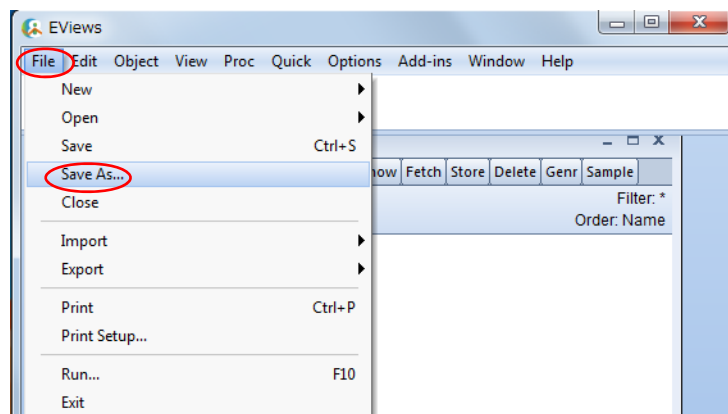 EViews
File Edit Object View Proc Quick Options Add-ins Window Help
New
Open
Save Ctrl+S
Save As...
Fetch Store Delete Genr Sample
Close
Filter: *
Order: Name
Import
Export
Print Ctrl+P
Print Setup...
Run... F10
Exit